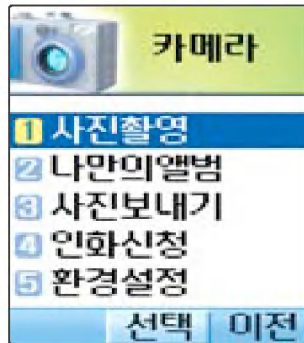 카메라
1 사진촬영
2 나만의앨범
3 사진보내기
4 인화신청
5 환경설정
선택 | 이전